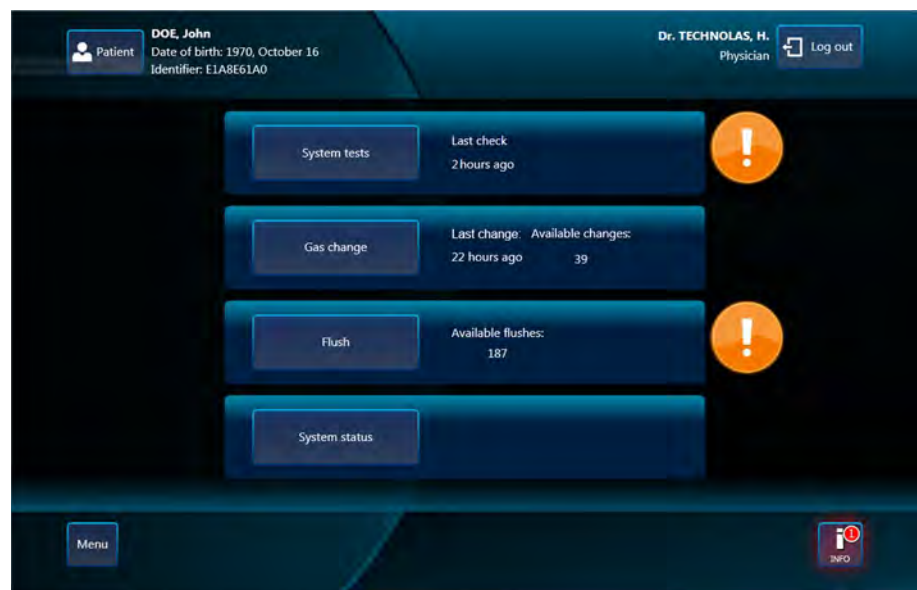 Patient
DOE, John
Date of birth: 1970, October 16
Identifier: E1A8E61A0
Dr. TECHNOLAS, H.
Physician
Log out
System tests
Last check
2 hours ago
!
Gas change
Last change: Available changes:
22 hours ago 39
Flush
Available flushes:
187
!
System status
Menu
i
1
INFO